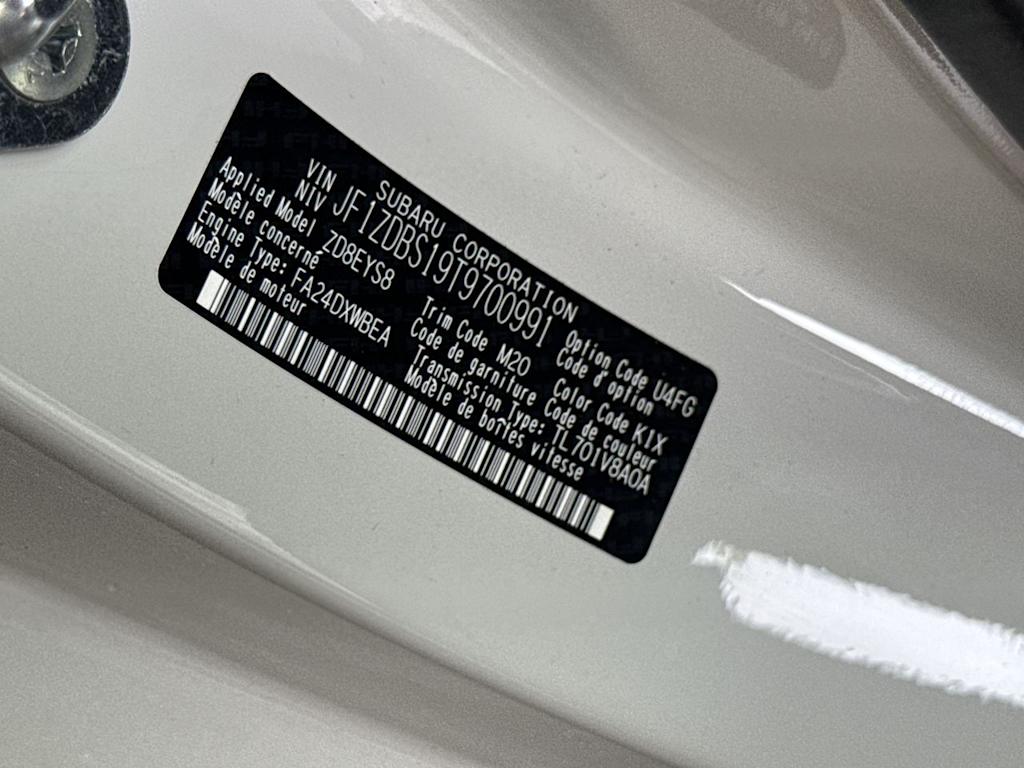 SUBARU CORPORATION
VIN
NIV JF1ZDBS19T9700991
Applied Model ZD8EYS8
Modèle concerné
Engine Type: FA24DXWBEA
Modèle de moteur
Option Code U4FG
Code d'option
Trim Code M20
Code de garniture
Color Code K1X
Code de couleur
Transmission Type: TL701V8AOA
Modèle de boîtes vitesse